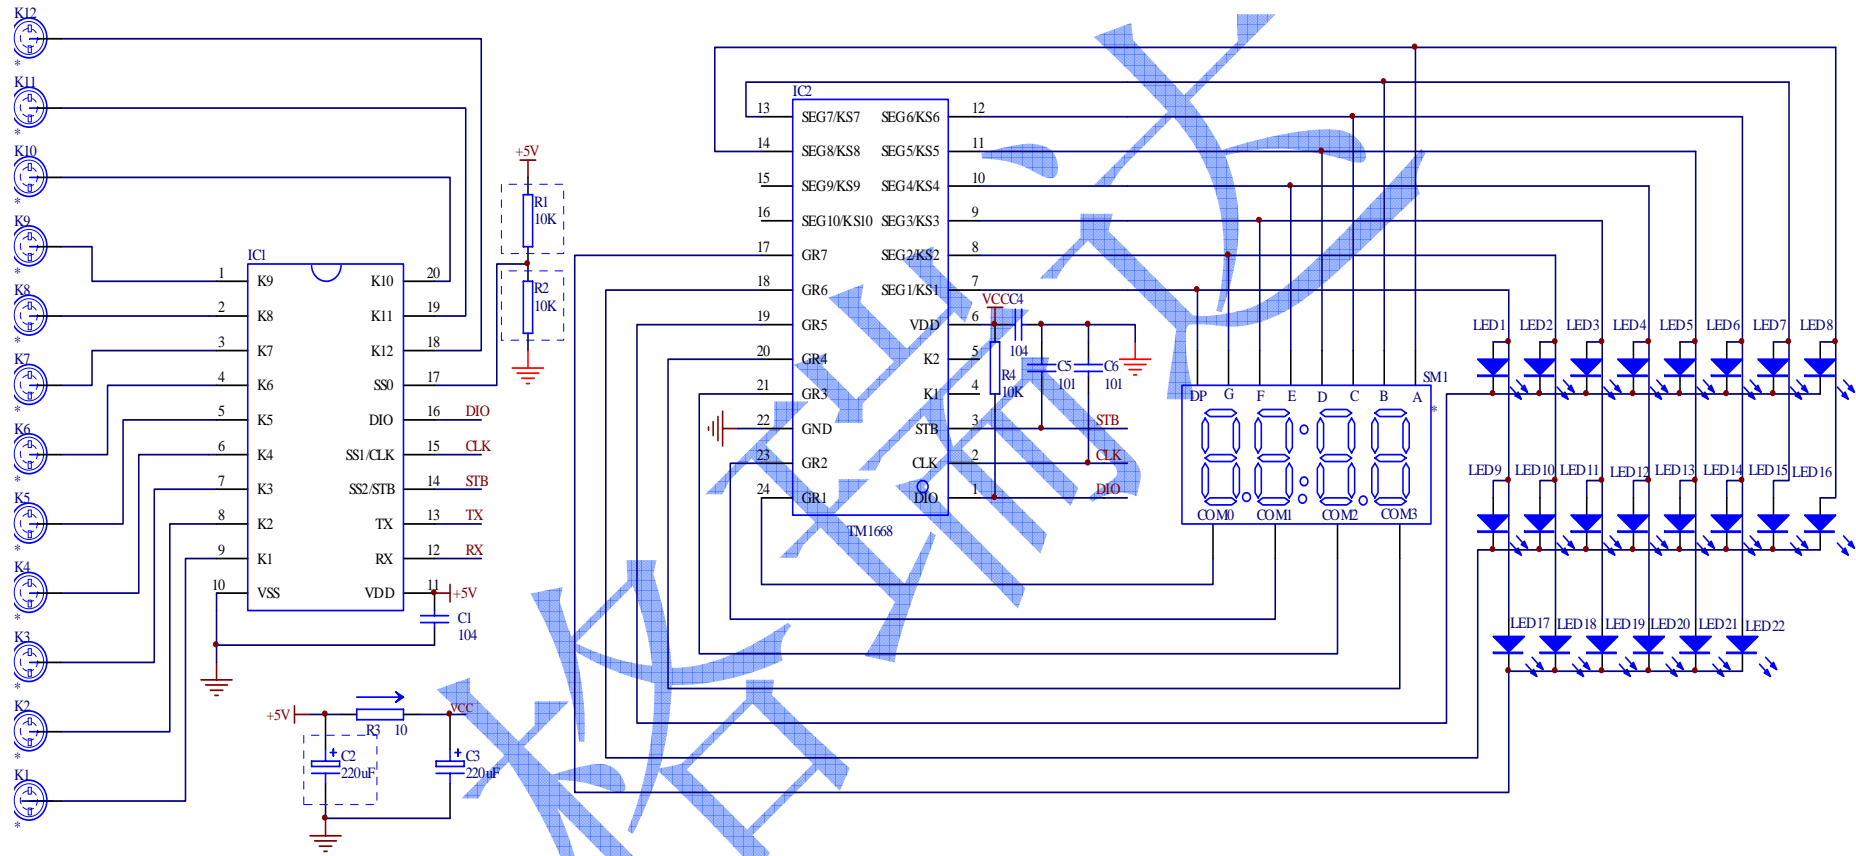 K12
*
K11
*
K10
*
K9
*
K8
*
K7
*
K6
*
K5
*
K4
*
K3
*
K2
*
K1
*
IC1
1 K9 K10 20
2 K8 K11 19
3 K7 K12 18
4 K6 SS0 17
5 K5 DIO 16 DIO
6 K4 SS1/CLK 15 CLK
7 K3 SS2/STB 14 STB
8 K2 TX 13 TX
9 K1 RX 12 RX
10 VSS VDD 11 +5V
C1
104
+5V
R1
10K
R2
10K
+5V
R3 10
VCC
C2
220uF
C3
220uF
IC2
13 SEG7/KS7 SEG6/KS6 12
14 SEG8/KS8 SEG5/KS5 11
15 SEG9/KS9 SEG4/KS4 10
16 SEG10/KS10 SEG3/KS3 9
17 GR7 SEG2/KS2 8
18 GR6 SEG1/KS1 7
19 GR5 VDD 6
20 GR4 K2 5
21 GR3 K1 4
22 GND STB 3 STB
23 GR2 CLK 2 CLK
24 GR1 DIO 1 DIO
TM1668
VCC C4
104
R4
10K
C5
101
C6
101
SM1
*
DP G F E D C B A
COM0 COM1 COM2 COM3
LED1 LED2 LED3 LED4 LED5 LED6 LED7 LED8
LED9 LED10 LED11 LED12 LED13 LED14 LED15 LED16
LED17 LED18 LED19 LED20 LED21 LED22